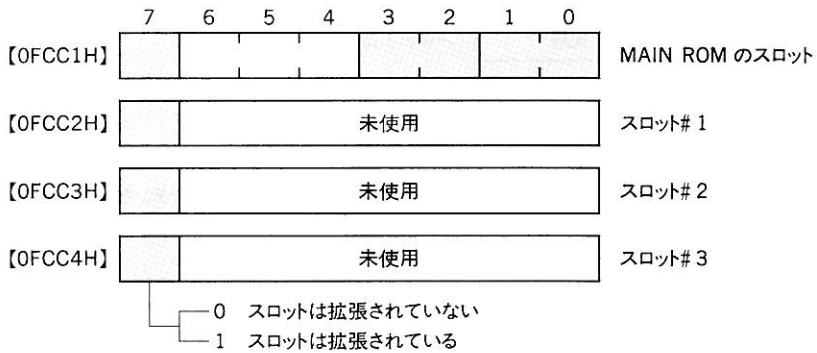 7 6 5 4 3 2 1 0
【0FCC1H】 MAIN ROM のスロット
【0FCC2H】 未使用 スロット# 1
【0FCC3H】 未使用 スロット# 2
【0FCC4H】 未使用 スロット# 3
0 スロットは拡張されていない
1 スロットは拡張されている